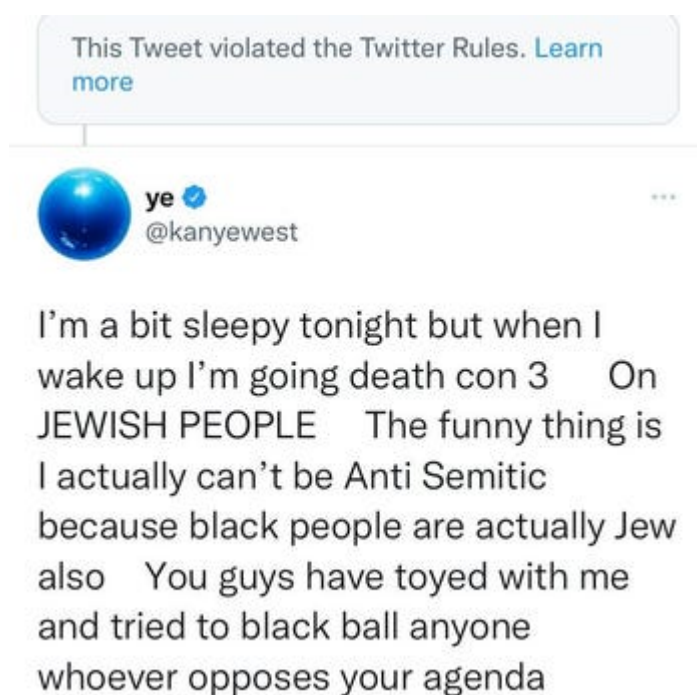 This Tweet violated the Twitter Rules. Learn
more
ye
@kanyewest
I'm a bit sleepy tonight but when I
wake up I'm going death con 3 On
JEWISH PEOPLE The funny thing is
I actually can't be Anti Semitic
because black people are actually Jew
also You guys have toyed with me
and tried to black ball anyone
whoever opposes your agenda